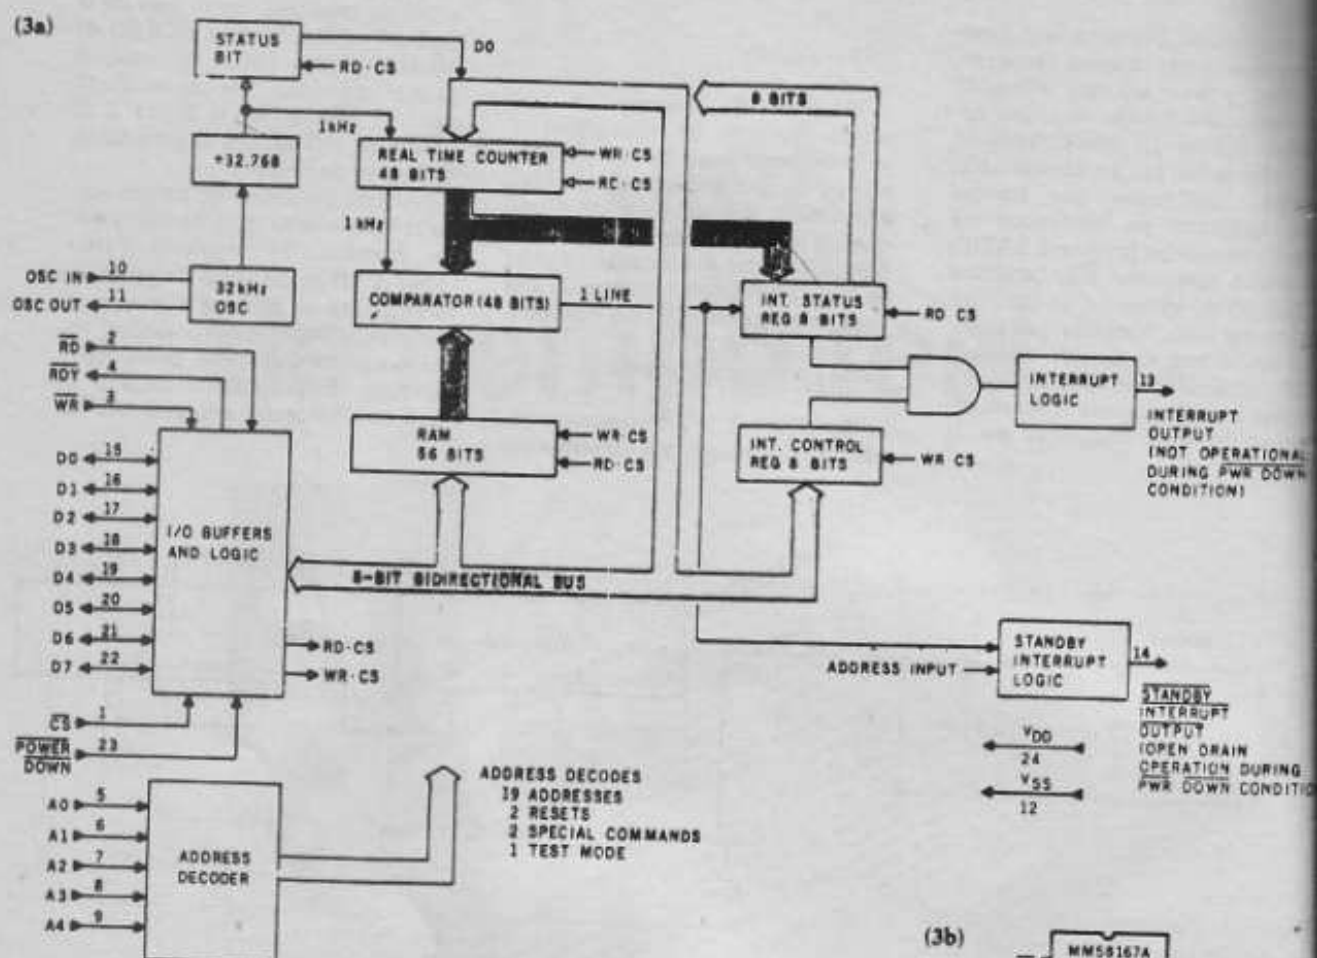 (3a)
STATUS
BIT
D0
RD·CS
8 BITS
1kHz
÷32.768
REAL TIME COUNTER
48 BITS
WR·CS
RC·CS
1kHz
OSC IN
10
OSC OUT
11
32kHz
OSC
COMPARATOR (48 BITS)
1 LINE
INT. STATUS
REG 8 BITS
RD CS
RD
2
RDY
4
WR
3
INTERRUPT
LOGIC
13
INTERRUPT
OUTPUT
(NOT OPERATIONAL
DURING PWR DOWN
CONDITION)
RAM
56 BITS
WR CS
RD·CS
INT. CONTROL
REG 8 BITS
WR CS
D0
15
D1
16
D2
17
D3
18
D4
19
D5
20
D6
21
D7
22
I/O BUFFERS
AND LOGIC
8-BIT BIDIRECTIONAL BUS
RD·CS
WR·CS
CS
1
POWER
DOWN
23
ADDRESS INPUT
STANDBY
INTERRUPT
LOGIC
14
STANDBY
INTERRUPT
OUTPUT
(OPEN DRAIN
OPERATION DURING
PWR DOWN
VDD
24
VSS
12
A0
5
A1
6
A2
7
A3
8
A4
9
ADDRESS
DECODER
ADDRESS DECODES
19 ADDRESSES
2 RESETS
2 SPECIAL COMMANDS
1 TEST MODE
(3b)
MM58167A